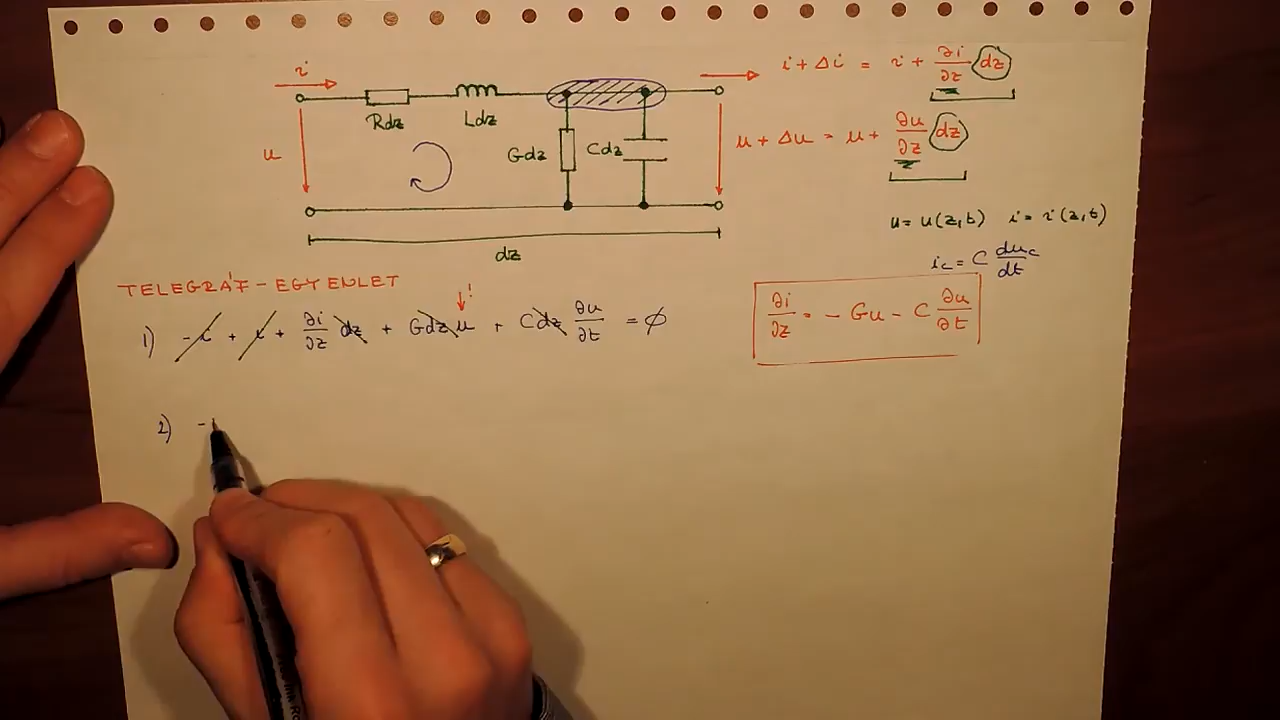 i
i + Δi = i + ∂i/∂z dz
Rdz
Ldz
u
Gdz
Cdz
u + Δu = u + ∂u/∂z dz
u = u(z,t) i = i(z,t)
dz
i_C = C du_C/dt
TELEGRÁF-EGYENLET
!
1) -i + i + ∂i/∂z dz + Gdz u + Cdz ∂u/∂t = ϕ
∂i/∂z = - Gu - C ∂u/∂t
2) -